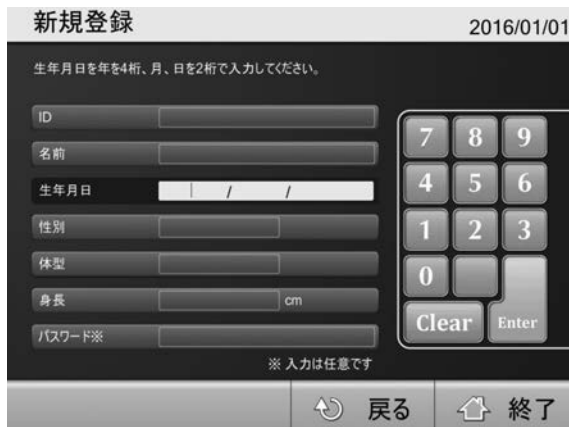 新規登録
2016/01/01
生年月日を年を4桁、月、日を2桁で入力してください。
ID
名前
生年月日 / /
性別
体型
身長 cm
パスワード※
※ 入力は任意です
7 8 9
4 5 6
1 2 3
0
Clear Enter
戻る
終了